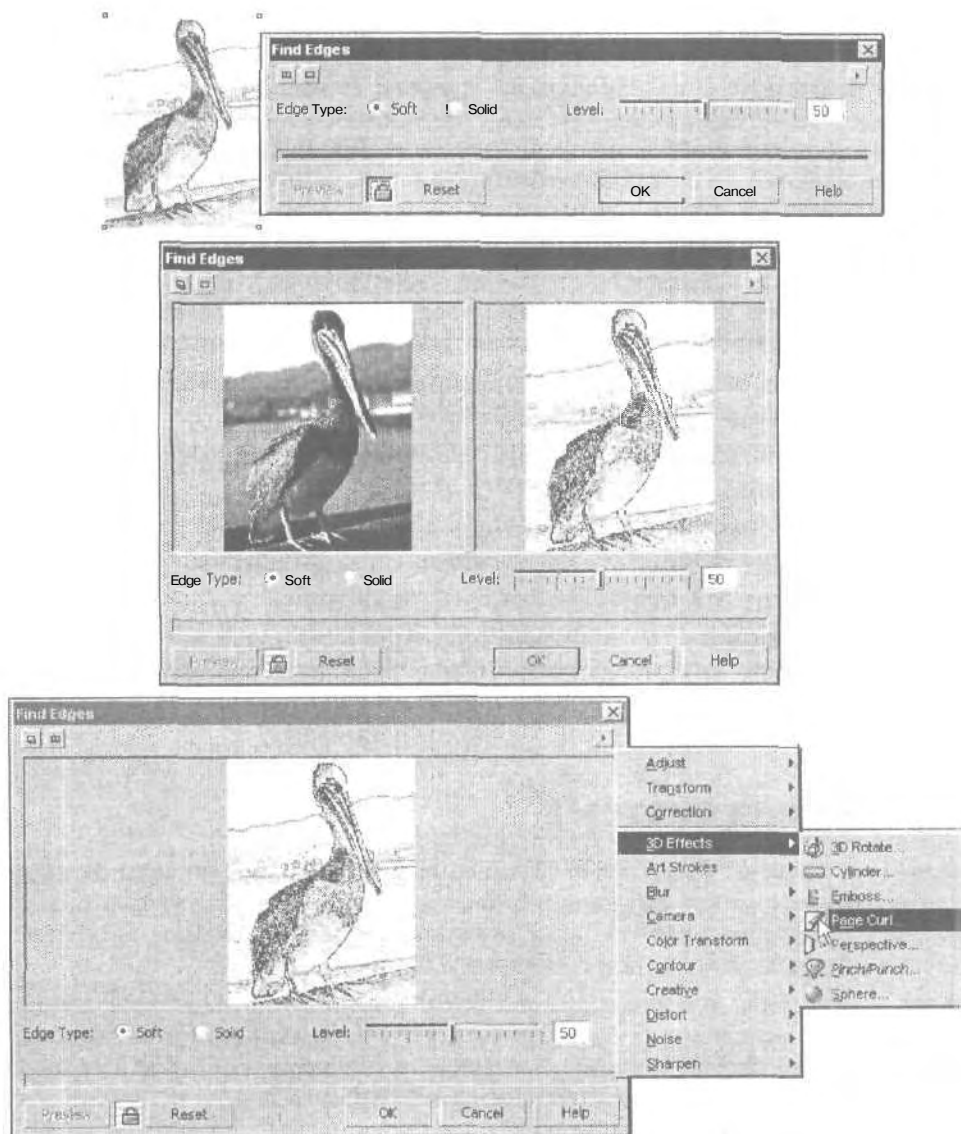 Find Edges
Edge Type: Soft ! Solid Level: 50
Preview Reset OK Cancel Help
Find Edges
Edge Type: Soft Solid Level: 50
Preview Reset OK Cancel Help
Find Edges
Edge Type: Soft Solid Level: 50
Preview Reset OK Cancel Help
Adjust
Transform
Correction
3D Effects
Art Strokes
Blur
Camera
Color Transform
Contour
Creative
Distort
Noise
Sharpen
3D Rotate...
Cylinder...
Emboss...
Page Curl...
Perspective...
Pinch/Punch...
Sphere...